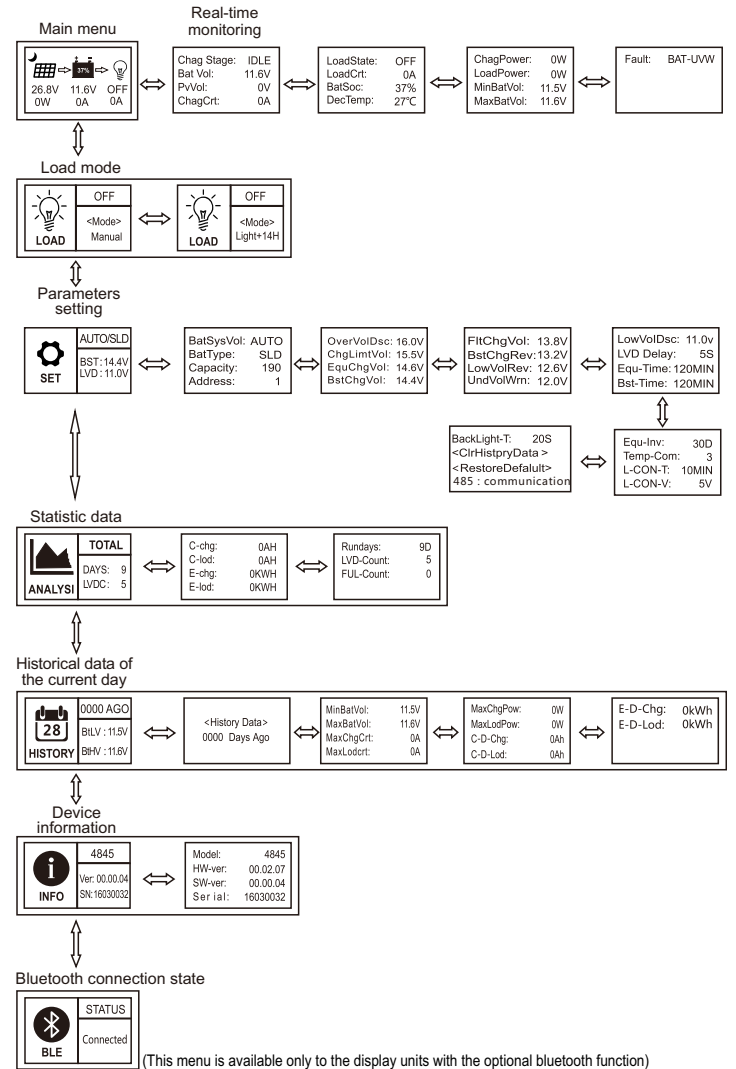 Main menu
Real-time
monitoring
37%
26.8V 11.6V OFF
0W 0A 0A
Chag Stage: IDLE
Bat Vol: 11.6V
PvVol: 0V
ChagCrt: 0A
LoadState: OFF
LoadCrt: 0A
BatSoc: 37%
DecTemp: 27℃
ChagPower: 0W
LoadPower: 0W
MinBatVol: 11.5V
MaxBatVol: 11.6V
Fault: BAT-UVW
Load mode
LOAD
OFF
<Mode>
Manual
LOAD
OFF
<Mode>
Light+14H
Parameters
setting
SET
AUTO/SLD
BST:14.4V
LVD:11.0V
BatSysVol: AUTO
BatType: SLD
Capacity: 190
Address: 1
OverVolDsc: 16.0V
ChgLimtVol: 15.5V
EquChgVol: 14.6V
BstChgVol: 14.4V
FltChgVol: 13.8V
BstChgRev:13.2V
LowVolRev: 12.6V
UndVolWrn: 12.0V
LowVolDsc: 11.0v
LVD Delay: 5S
Equ-Time: 120MIN
Bst-Time: 120MIN
Equ-Inv: 30D
Temp-Com: 3
L-CON-T: 10MIN
L-CON-V: 5V
BackLight-T: 20S
<ClrHistpryData >
<RestoreDefalult>
485 : communication
Statistic data
ANALYSI
TOTAL
DAYS: 9
LVDC: 5
C-chg: 0AH
C-lod: 0AH
E-chg: 0KWH
E-lod: 0KWH
Rundays: 9D
LVD-Count: 5
FUL-Count: 0
Historical data of
the current day
28
HISTORY
0000 AGO
BtLV : 11.5V
BtHV : 11.6V
<History Data>
0000 Days Ago
MinBatVol: 11.5V
MaxBatVol: 11.6V
MaxChgCrt: 0A
MaxLodcrt: 0A
MaxChgPow: 0W
MaxLodPow: 0W
C-D-Chg: 0Ah
C-D-Lod: 0Ah
E-D-Chg: 0kWh
E-D-Lod: 0kWh
Device
information
INFO
4845
Ver: 00.00.04
SN:16030032
Model: 4845
HW-ver: 00.02.07
SW-ver: 00.00.04
Serial: 16030032
Bluetooth connection state
BLE
STATUS
Connected
(This menu is available only to the display units with the optional bluetooth function)